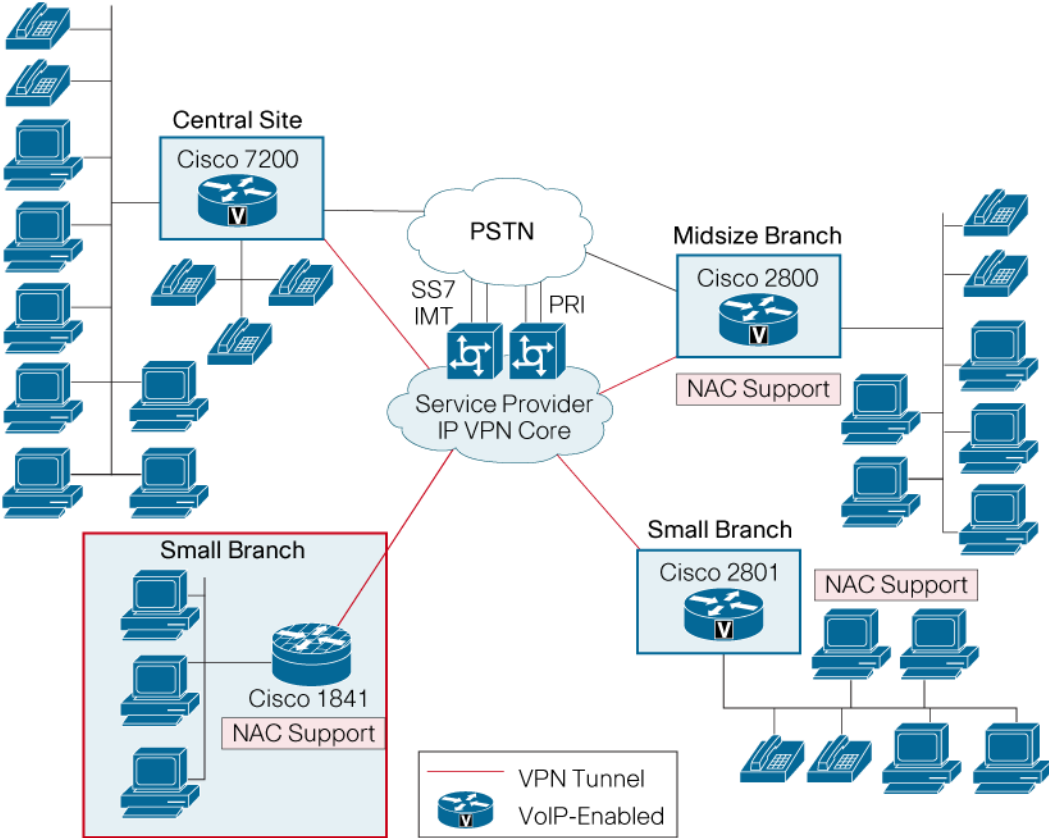 Central Site
Cisco 7200
V
PSTN
SS7
IMT
PRI
Midsize Branch
Cisco 2800
V
NAC Support
Service Provider
IP VPN Core
Small Branch
Cisco 1841
NAC Support
Small Branch
Cisco 2801
V
NAC Support
VPN Tunnel
V
VoIP-Enabled